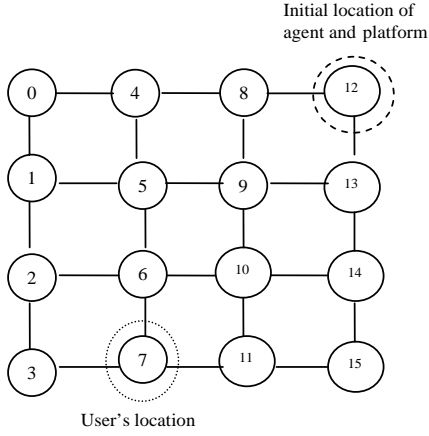 Initial location of
agent and platform
0 4 8 12
1 5 9 13
2 6 10 14
3 7 11 15
User's location